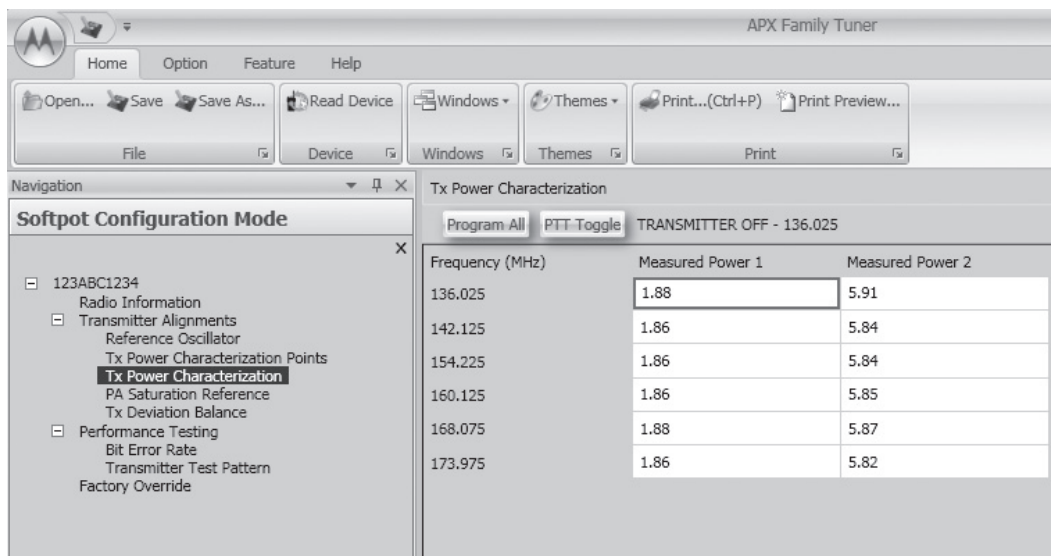 APX Family Tuner
Home Option Feature Help
Open... Save Save As... Read Device Windows Themes Print...(Ctrl+P) Print Preview...
File Device Windows Themes Print
Navigation
Softpot Configuration Mode
123ABC1234
Radio Information
Transmitter Alignments
Reference Oscillator
Tx Power Characterization Points
Tx Power Characterization
PA Saturation Reference
Tx Deviation Balance
Performance Testing
Bit Error Rate
Transmitter Test Pattern
Factory Override
Tx Power Characterization
Program All PTT Toggle TRANSMITTER OFF - 136.025
Frequency (MHz) Measured Power 1 Measured Power 2
136.025 1.88 5.91
142.125 1.86 5.84
154.225 1.86 5.84
160.125 1.86 5.85
168.075 1.88 5.87
173.975 1.86 5.82